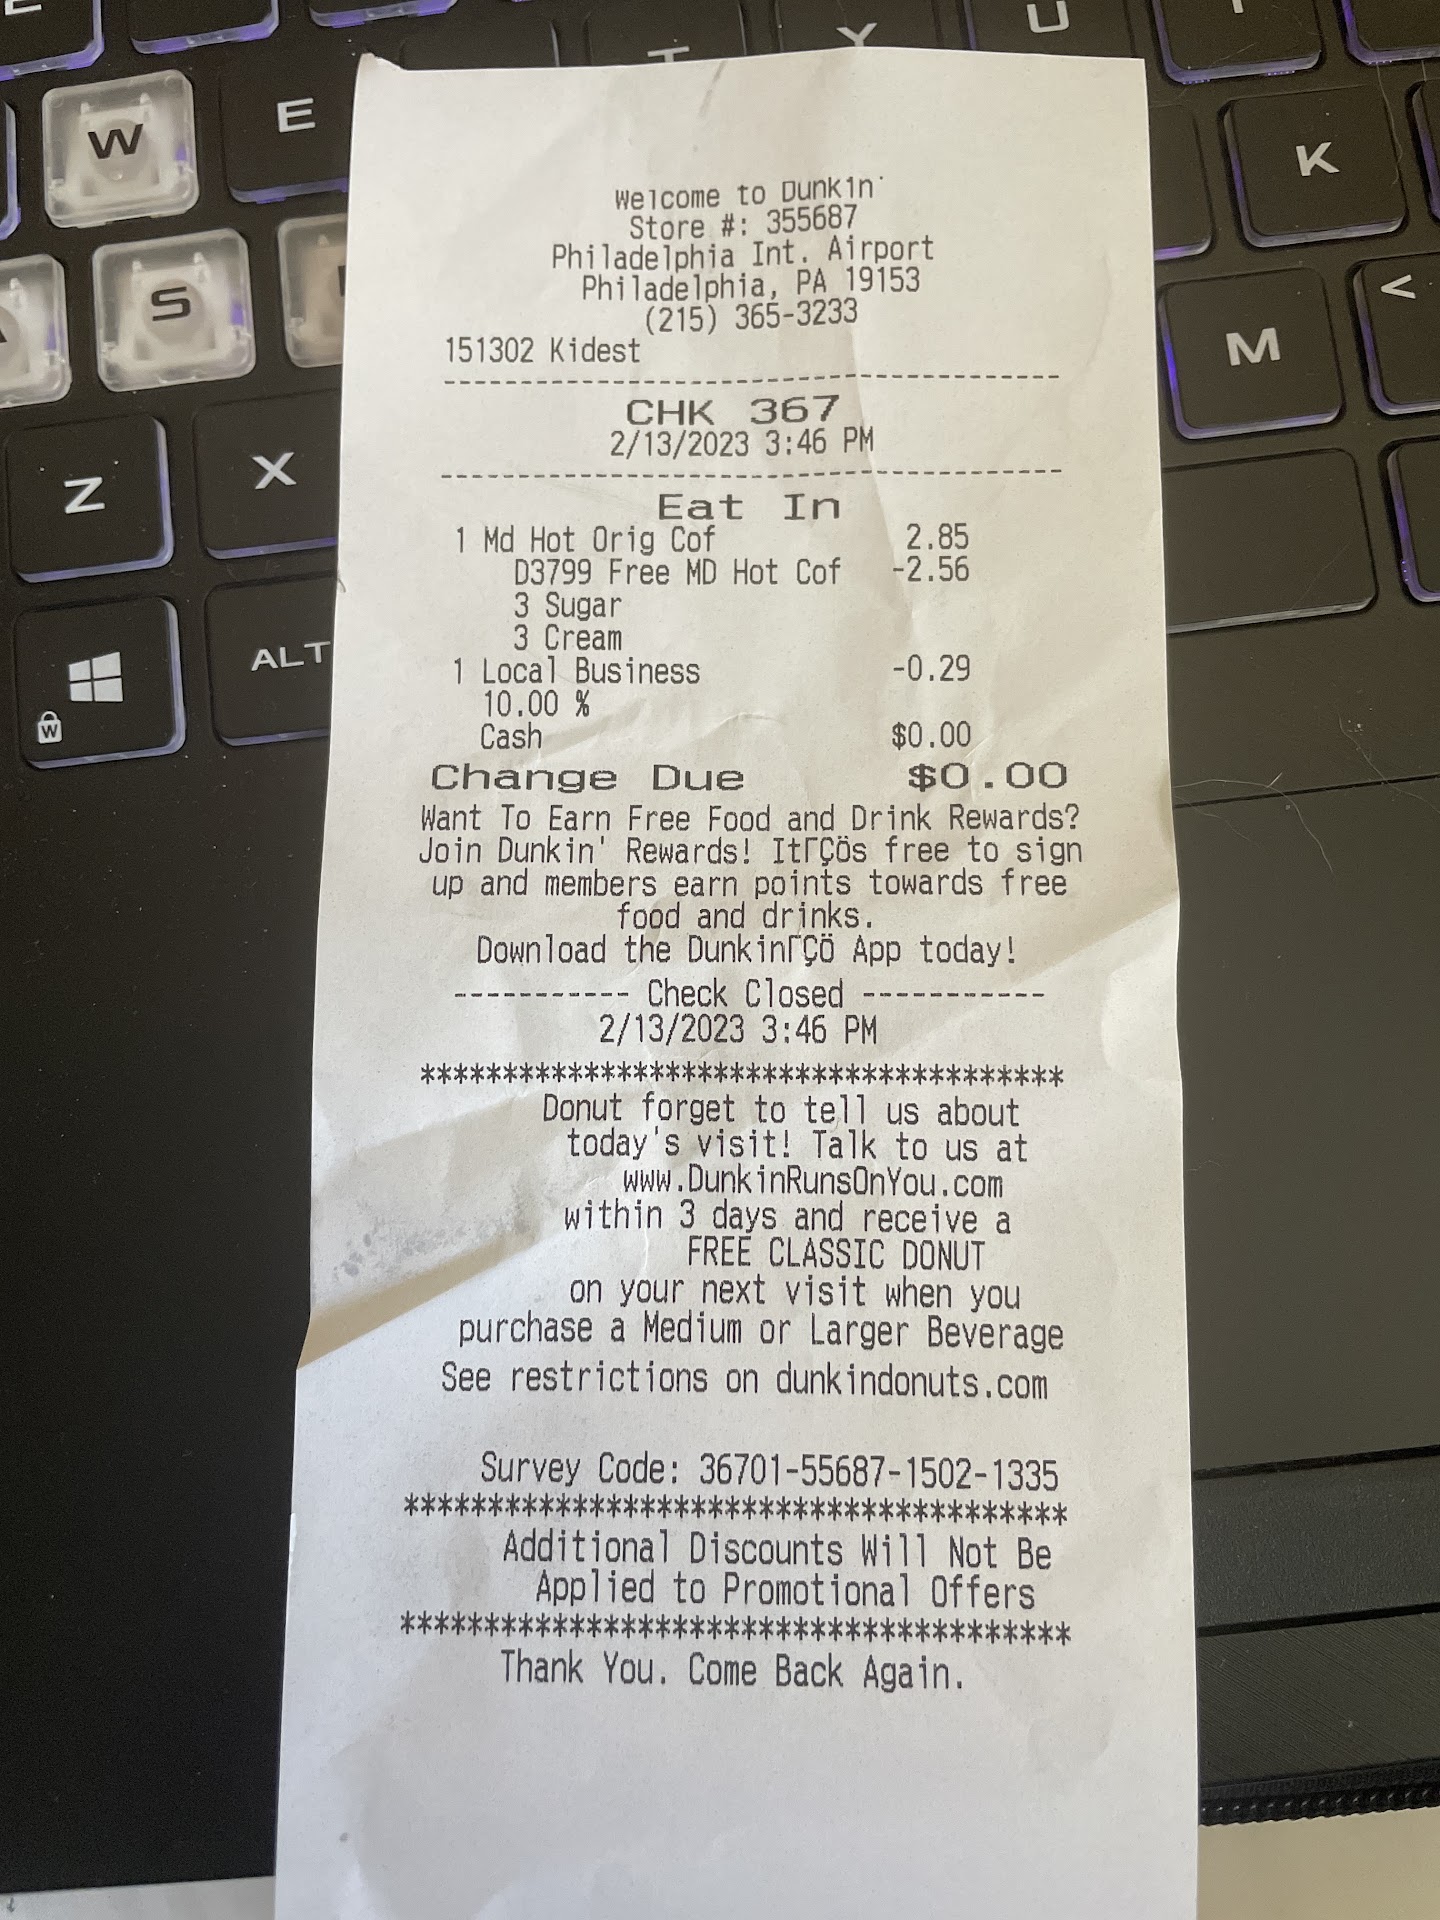 W
E
T
Y
U
K
S
M
<
Z
X
ALT
W
Welcome to Dunkin'
Store #: 355687
Philadelphia Int. Airport
Philadelphia, PA 19153
(215) 365-3233
151302 Kidest
--------------------------------------
CHK 367
2/13/2023 3:46 PM
--------------------------------------
Eat In
1 Md Hot Orig Cof 2.85
D3799 Free MD Hot Cof -2.56
3 Sugar
3 Cream
1 Local Business -0.29
10.00 %
Cash $0.00
Change Due $0.00
Want To Earn Free Food and Drink Rewards?
Join Dunkin' Rewards! ItΓÇÖs free to sign
up and members earn points towards free
food and drinks.
Download the DunkinΓÇÖ App today!
----------- Check Closed -----------
2/13/2023 3:46 PM
****************************************
Donut forget to tell us about
today's visit! Talk to us at
www.DunkinRunsOnYou.com
within 3 days and receive a
FREE CLASSIC DONUT
on your next visit when you
purchase a Medium or Larger Beverage
See restrictions on dunkindonuts.com
Survey Code: 36701-55687-1502-1335
****************************************
Additional Discounts Will Not Be
Applied to Promotional Offers
****************************************
Thank You. Come Back Again.